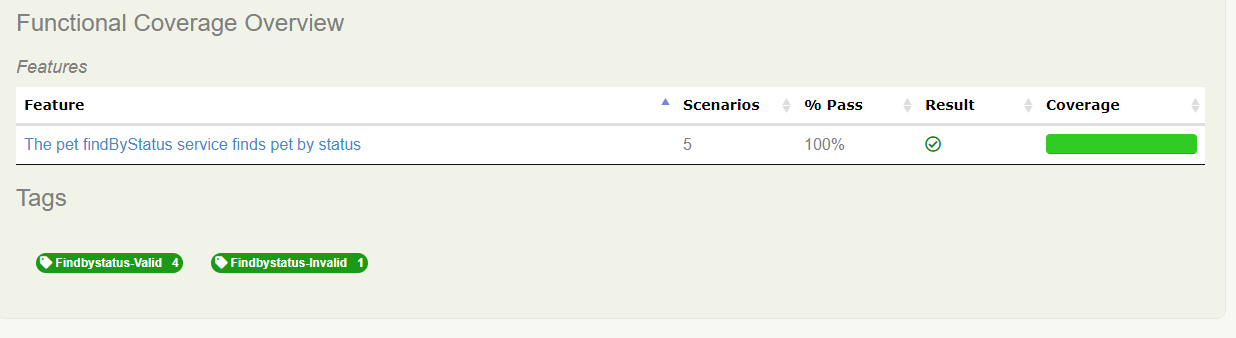 Functional Coverage Overview
Features
Feature Scenarios % Pass Result Coverage
The pet findByStatus service finds pet by status 5 100%
Tags
Findbystatus-Valid 4 Findbystatus-Invalid 1